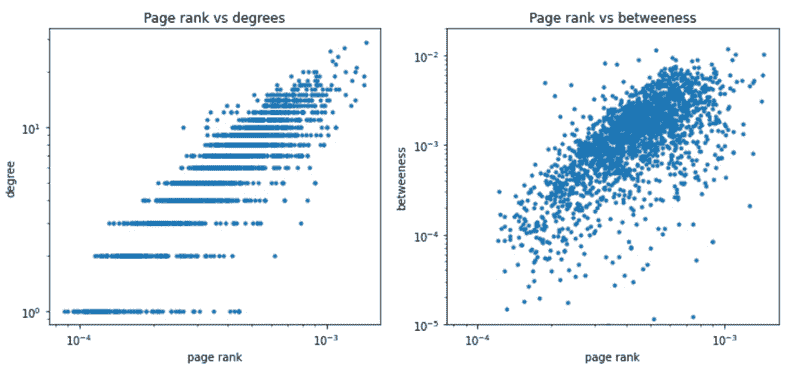 Page rank vs degrees
degree
10¹
10⁰
10⁻⁴
10⁻³
page rank
Page rank vs betweeness
betweeness
10⁻²
10⁻³
10⁻⁴
10⁻⁵
10⁻⁴
10⁻³
page rank